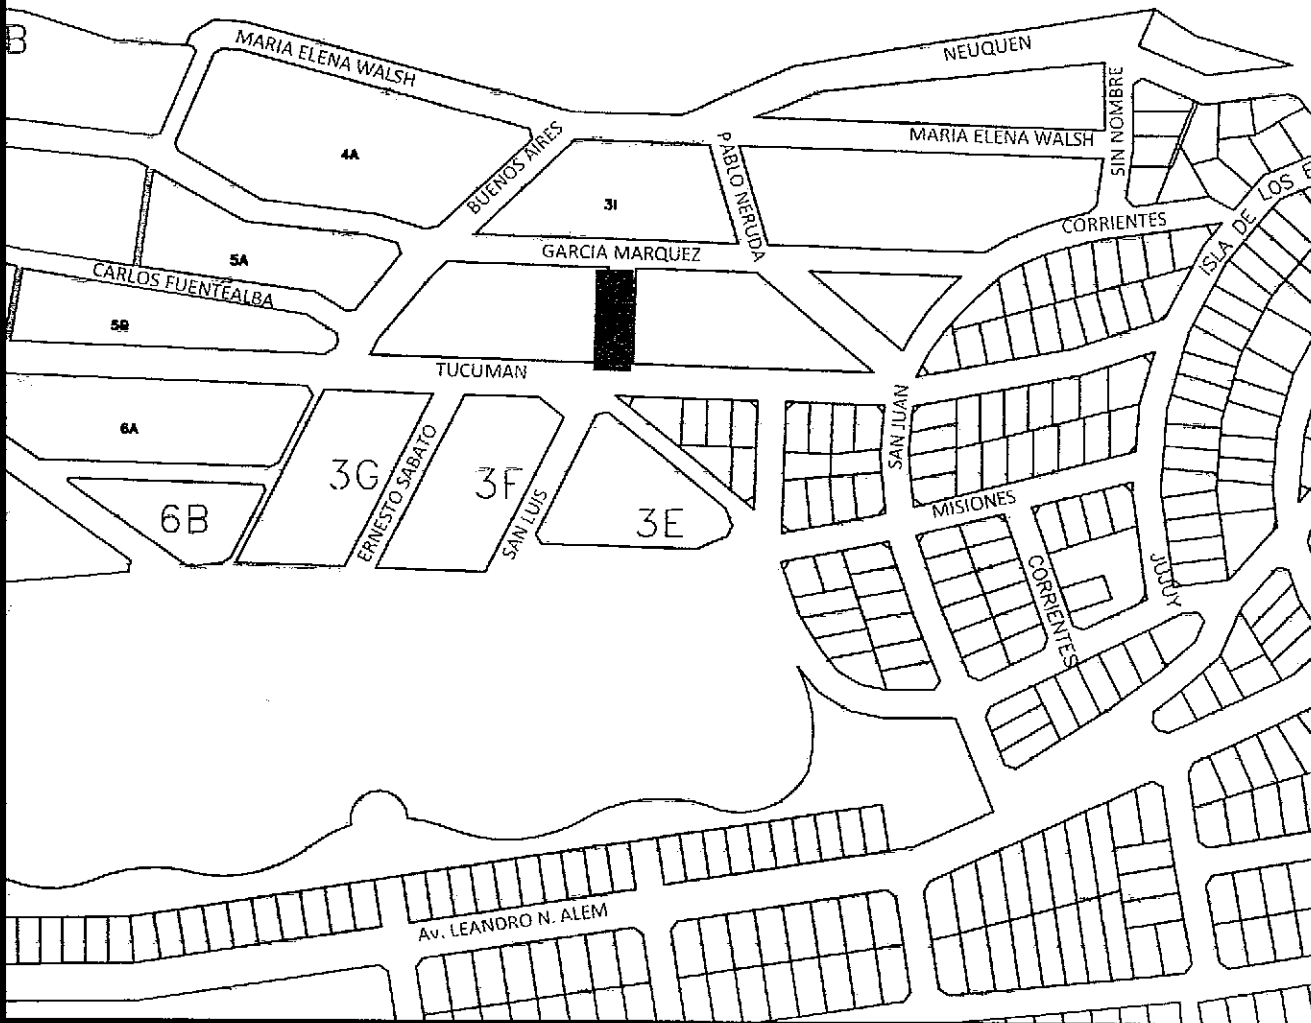 B
MARIA ELENA WALSH
NEUQUEN
SIN NOMBRE
MARIA ELENA WALSH
BUENOS AIRES
PABLO NERUDA
4A
3I
ISLA DE LOS E
CORRIENTES
GARCIA MARQUEZ
5A
CARLOS FUENTEALBA
5B
TUCUMAN
SAN JUAN
6A
3G
ERNESTO SABATO
3F
SAN LUIS
3E
6B
MISIONES
CORRIENTES
JUJUY
Av. LEANDRO N. ALEM